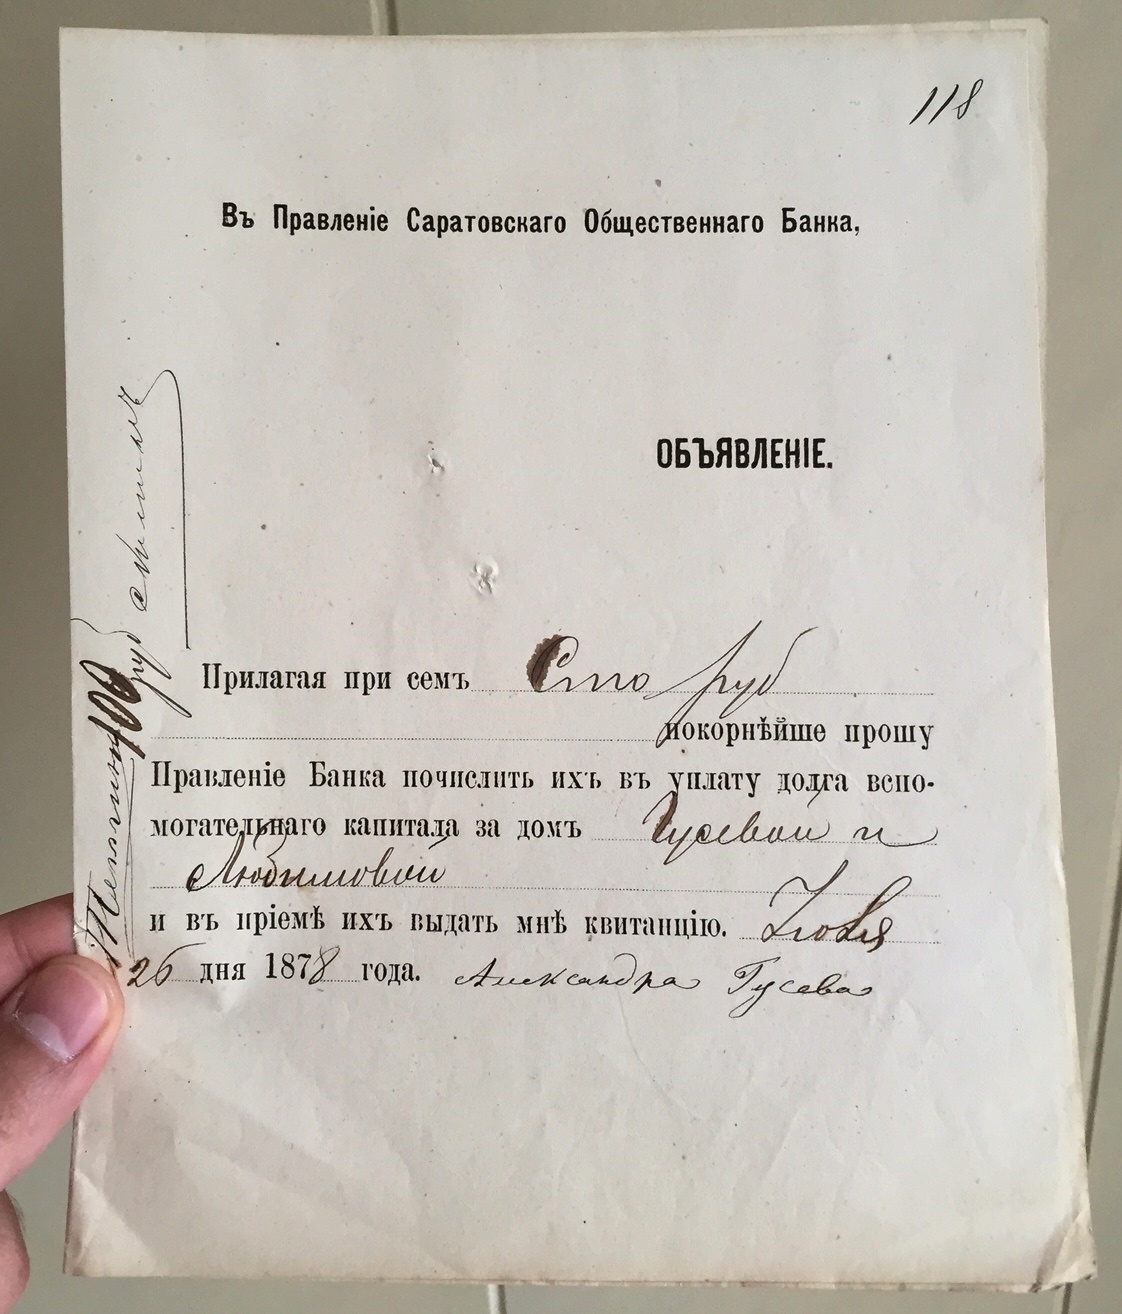 118
Въ Правленіе Саратовскаго Общественнаго Банка,
ОБЪЯВЛЕНІЕ.
Прилагая при семъ Сто руб
покорнѣйше прошу
Правленіе Банка почислить ихъ въ уплату долга вспо-
могательнаго капитала за домъ Гусевой и
Любимовой
и въ пріемѣ ихъ выдать мнѣ квитанцію. Ноября
26 дня 1878 года. Александра Гусева
100 руб